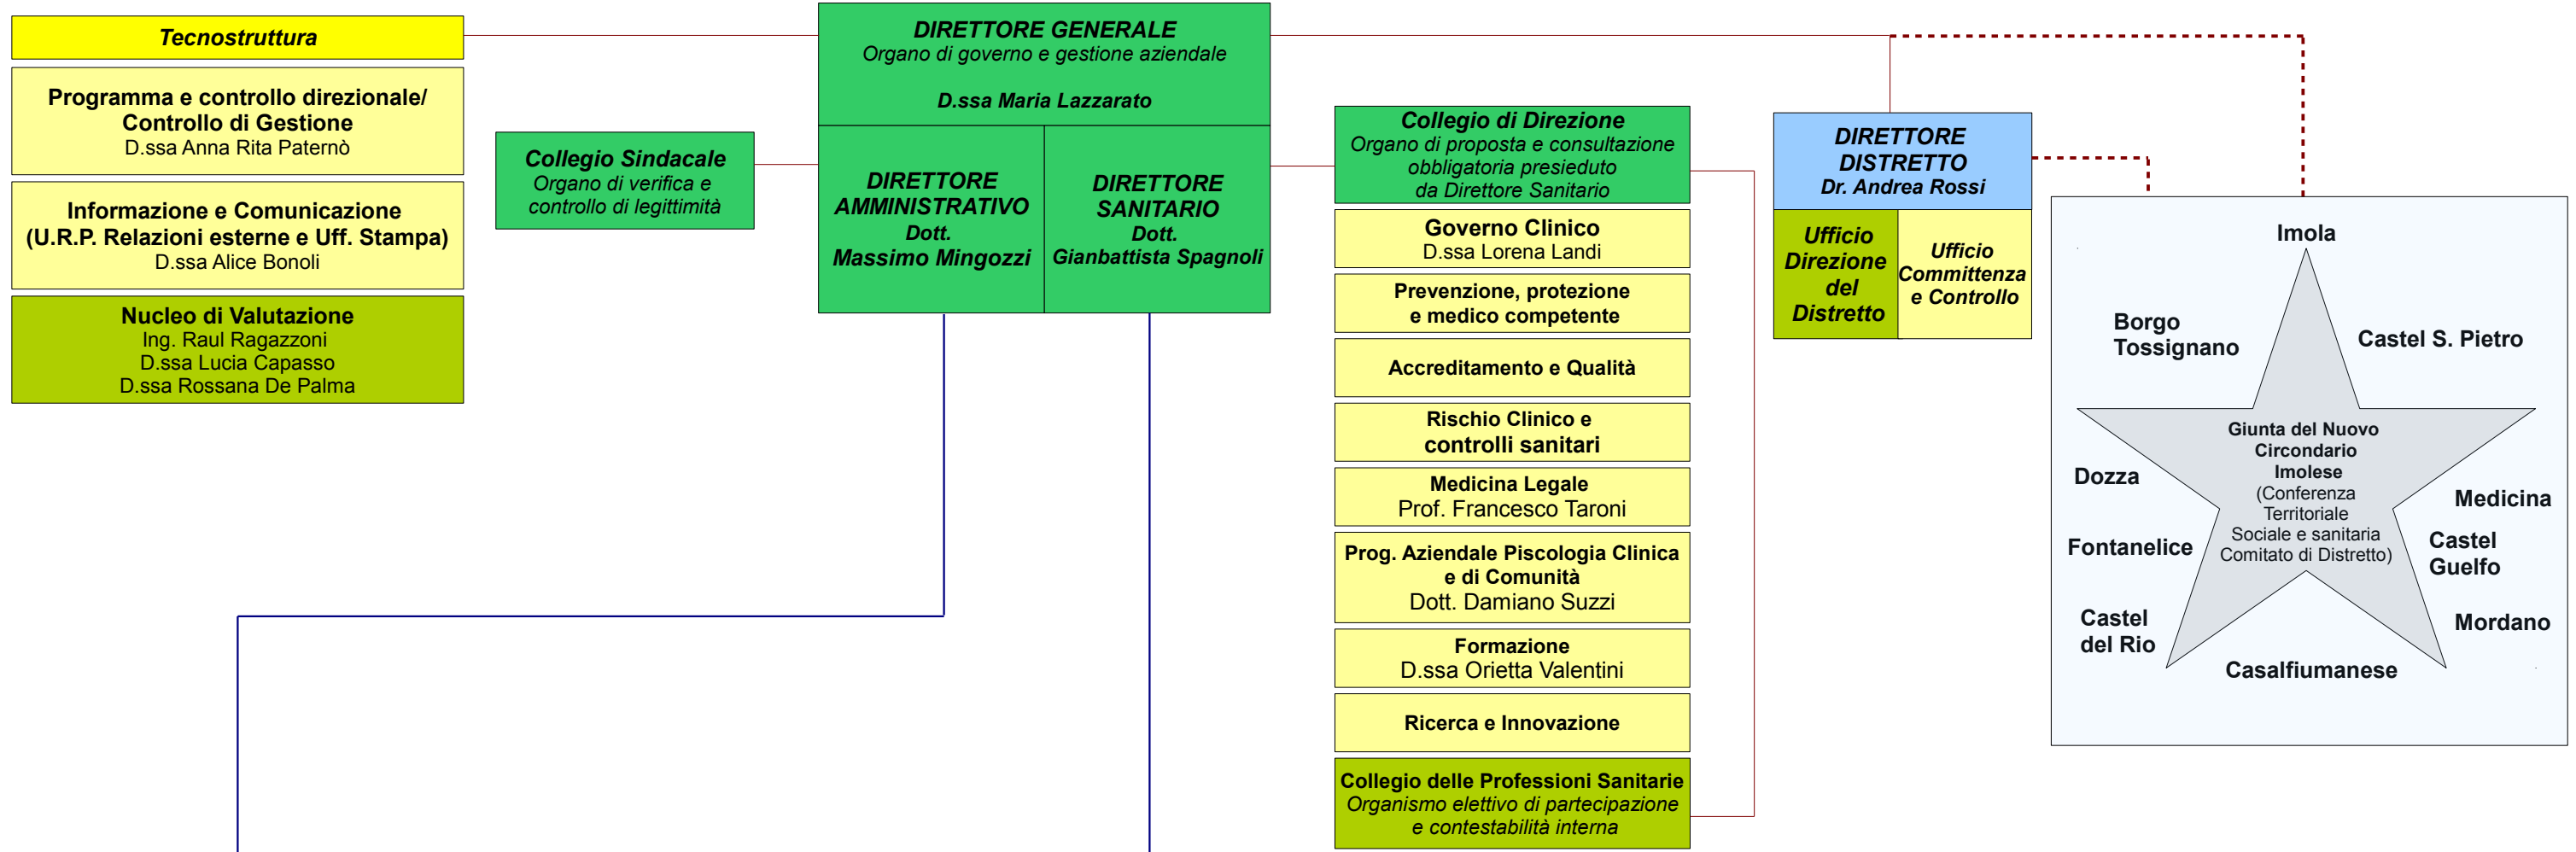 Tecnostruttura
Programma e controllo direzionale/
Controllo di Gestione
D.ssa Anna Rita Paternò
Informazione e Comunicazione
(U.R.P. Relazioni esterne e Uff. Stampa)
D.ssa Alice Bonoli
Nucleo di Valutazione
Ing. Raul Ragazzoni
D.ssa Lucia Capasso
D.ssa Rossana De Palma
Collegio Sindacale
Organo di verifica e
controllo di legittimità
DIRETTORE GENERALE
Organo di governo e gestione aziendale
D.ssa Maria Lazzarato
DIRETTORE
AMMINISTRATIVO
Dott.
Massimo Mingozzi
DIRETTORE
SANITARIO
Dott.
Gianbattista Spagnoli
Collegio di Direzione
Organo di proposta e consultazione
obbligatoria presieduto
da Direttore Sanitario
Governo Clinico
D.ssa Lorena Landi
Prevenzione, protezione
e medico competente
Accreditamento e Qualità
Rischio Clinico e
controlli sanitari
Medicina Legale
Prof. Francesco Taroni
Prog. Aziendale Piscologia Clinica
e di Comunità
Dott. Damiano Suzzi
Formazione
D.ssa Orietta Valentini
Ricerca e Innovazione
Collegio delle Professioni Sanitarie
Organismo elettivo di partecipazione
e contestabilità interna
DIRETTORE
DISTRETTO
Dr. Andrea Rossi
Ufficio
Direzione
del
Distretto
Ufficio
Committenza
e Controllo
Imola
Borgo
Tossignano
Castel S. Pietro
Giunta del Nuovo
Circondario
Imolese
(Conferenza
Territoriale
Sociale e sanitaria
Comitato di Distretto)
Dozza
Medicina
Fontanelice
Castel
Guelfo
Castel
del Rio
Mordano
Casalfiumanese